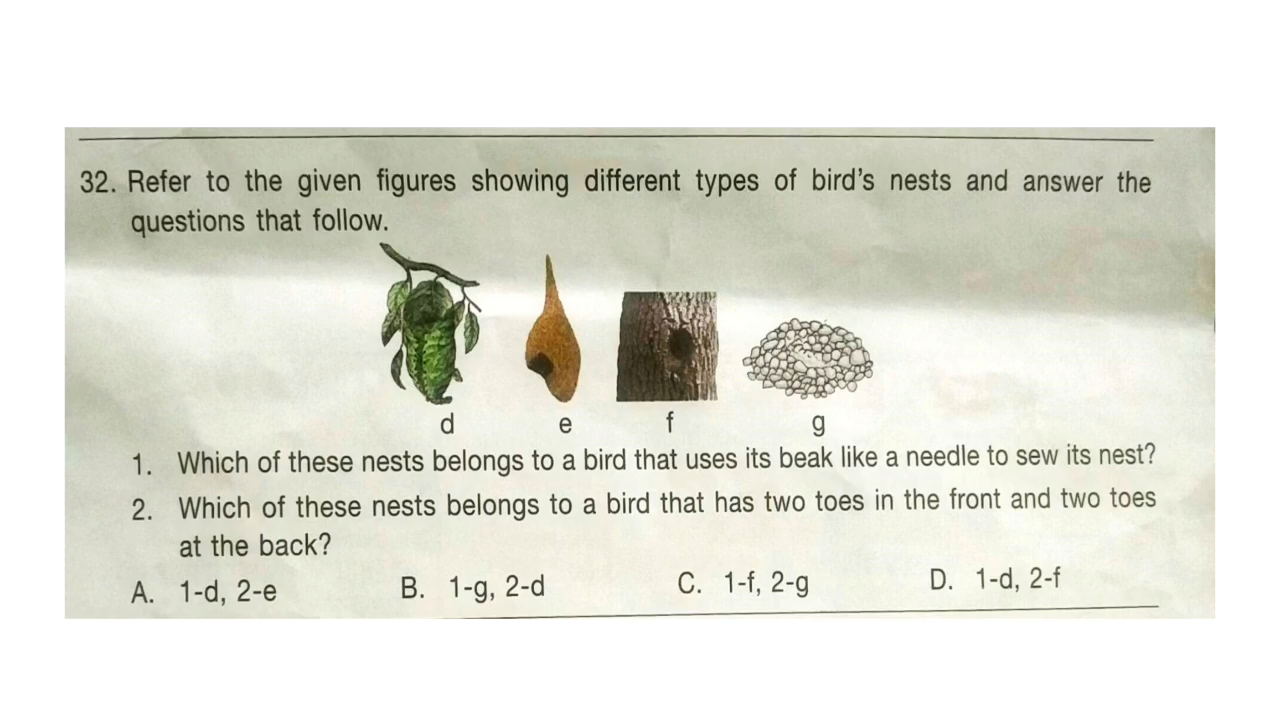 32. Refer to the given figures showing different types of bird's nests and answer the
questions that follow.
d e f g
1. Which of these nests belongs to a bird that uses its beak like a needle to sew its nest?
2. Which of these nests belongs to a bird that has two toes in the front and two toes
at the back?
A. 1-d, 2-e B. 1-g, 2-d C. 1-f, 2-g D. 1-d, 2-f